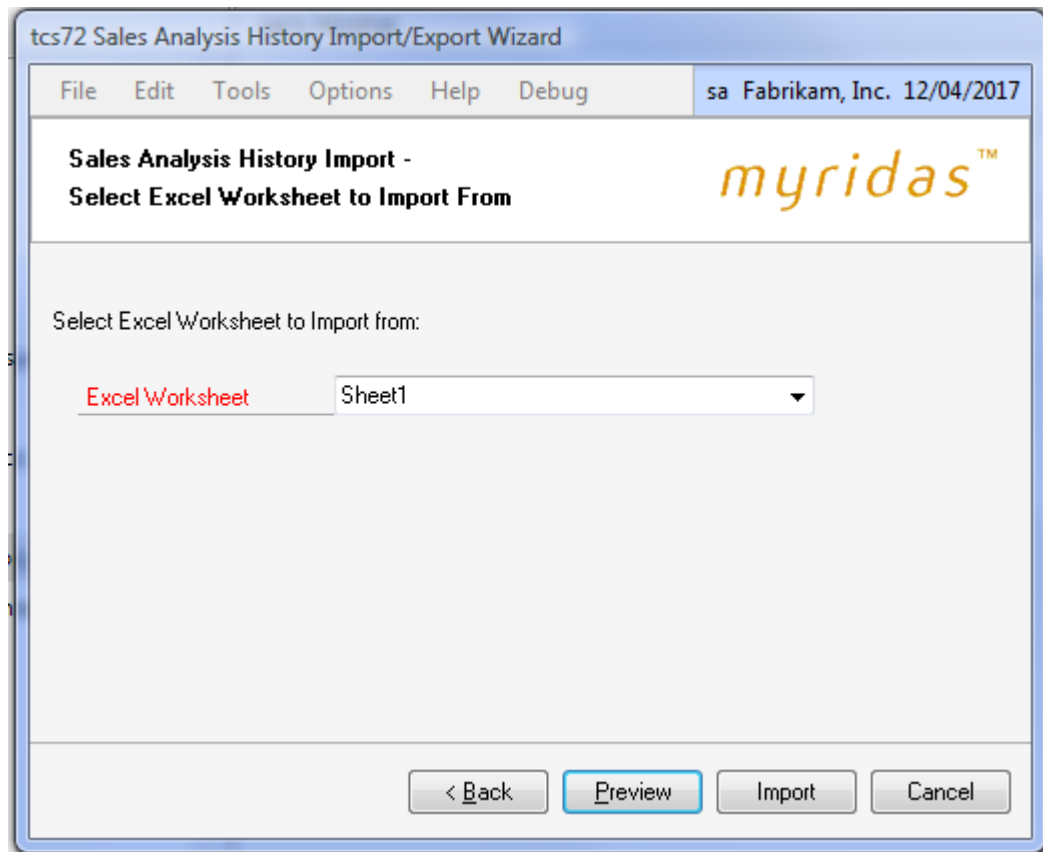 tcs72 Sales Analysis History Import/Export Wizard
File Edit Tools Options Help Debug sa Fabrikam, Inc. 12/04/2017
Sales Analysis History Import -
Select Excel Worksheet to Import From
myridas™
Select Excel Worksheet to Import from:
Excel Worksheet Sheet1
< Back Preview Import Cancel